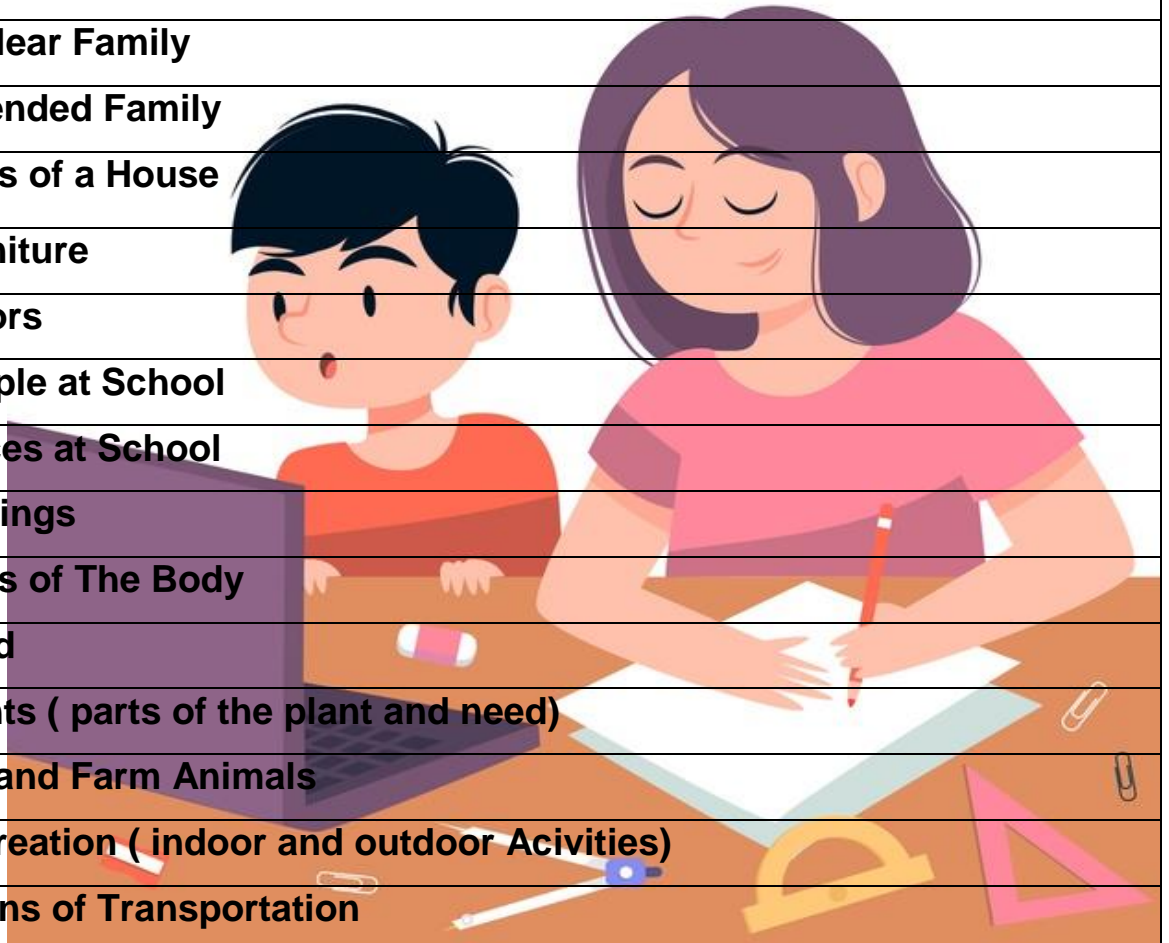 lear Family
ended Family
s of a House
niture
ors
ple at School
ces at School
ings
s of The Body
d
nts ( parts of the plant and need)
and Farm Animals
reation ( indoor and outdoor Acivities)
ns of Transportation